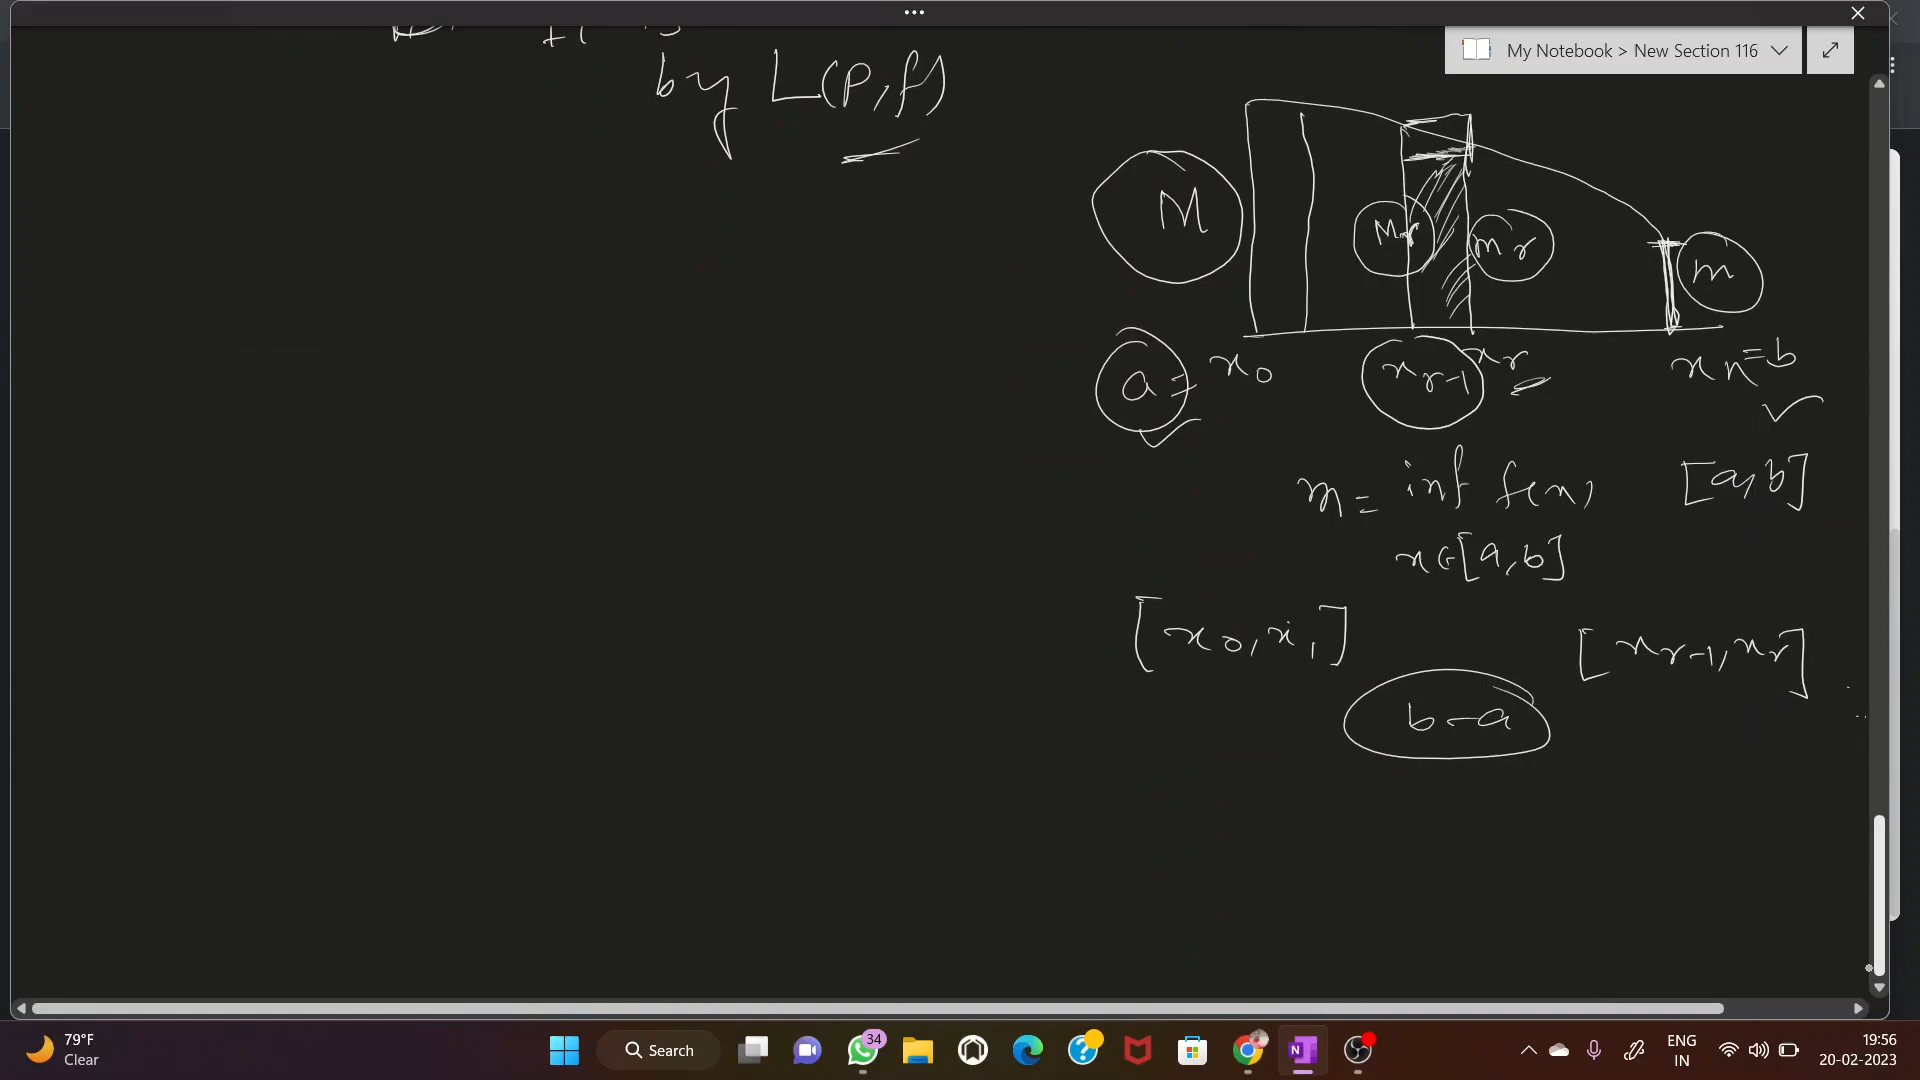 My Notebook > New Section 116
by L(P,f)
M
Mr
mr
m
a = x0
xr-1
xr
xn = b
m = inf f(x)
[a,b]
x∈[a,b]
[x0,x1]
[xr-1,xr]
b-a
79°F
Clear
Search
34
ENG
IN
19:56
20-02-2023